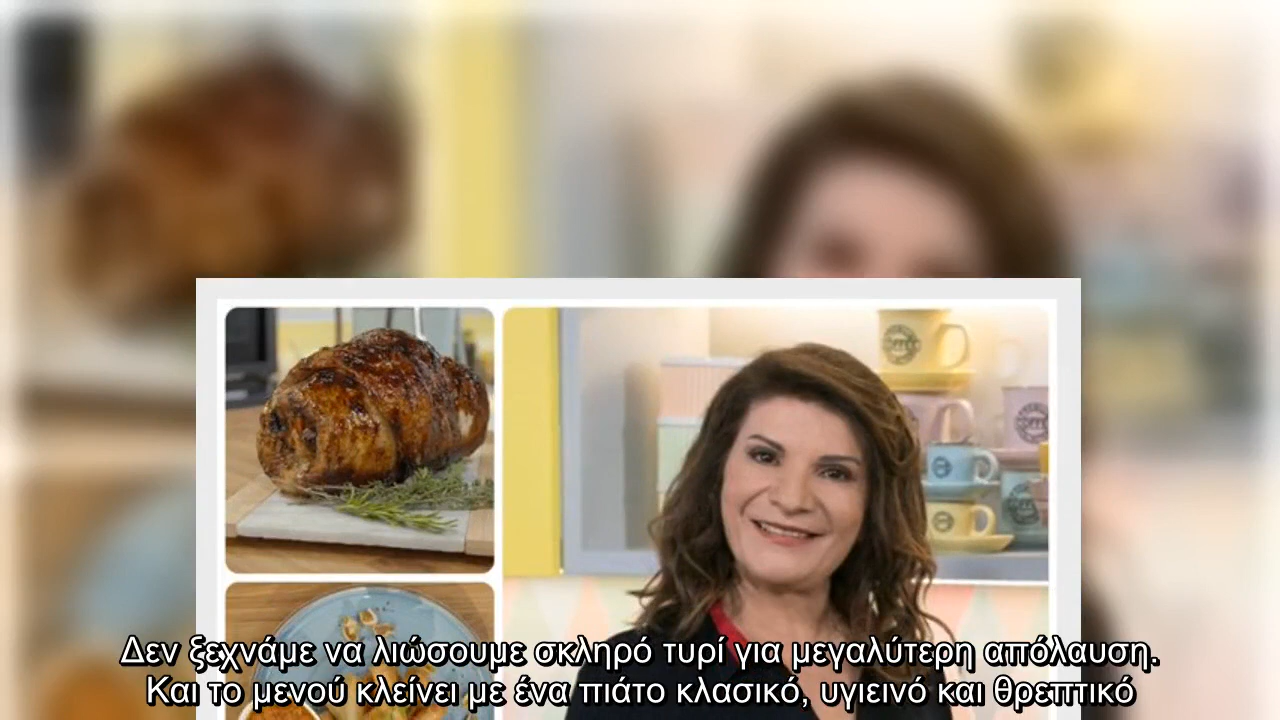 Δεν ξεχνάμε να λιώσουμε σκληρό τυρί για μεγαλύτερη απόλαυση.
Και το μενού κλείνει με ένα πιάτο κλασικό, υγιεινό και θρεπτικό